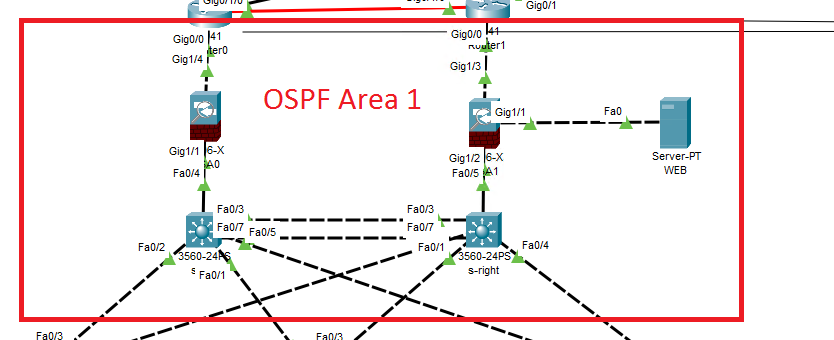 Gig0/1/0
Gig0/1
Gig0/0
41
Router1
Gig0/0
41
ter0
Gig1/4
Gig1/3
OSPF Area 1
Gig1/1
Fa0
Server-PT
WEB
Gig1/1
6-X
A0
Gig1/2
6-X
A1
Fa0/4
Fa0/5
Fa0/3
Fa0/3
Fa0/7
Fa0/7
Fa0/5
Fa0/2
Fa0/1
Fa0/4
3560-24PS
3560-24PS
s-right
Fa0/1
Fa0/3
Fa0/3